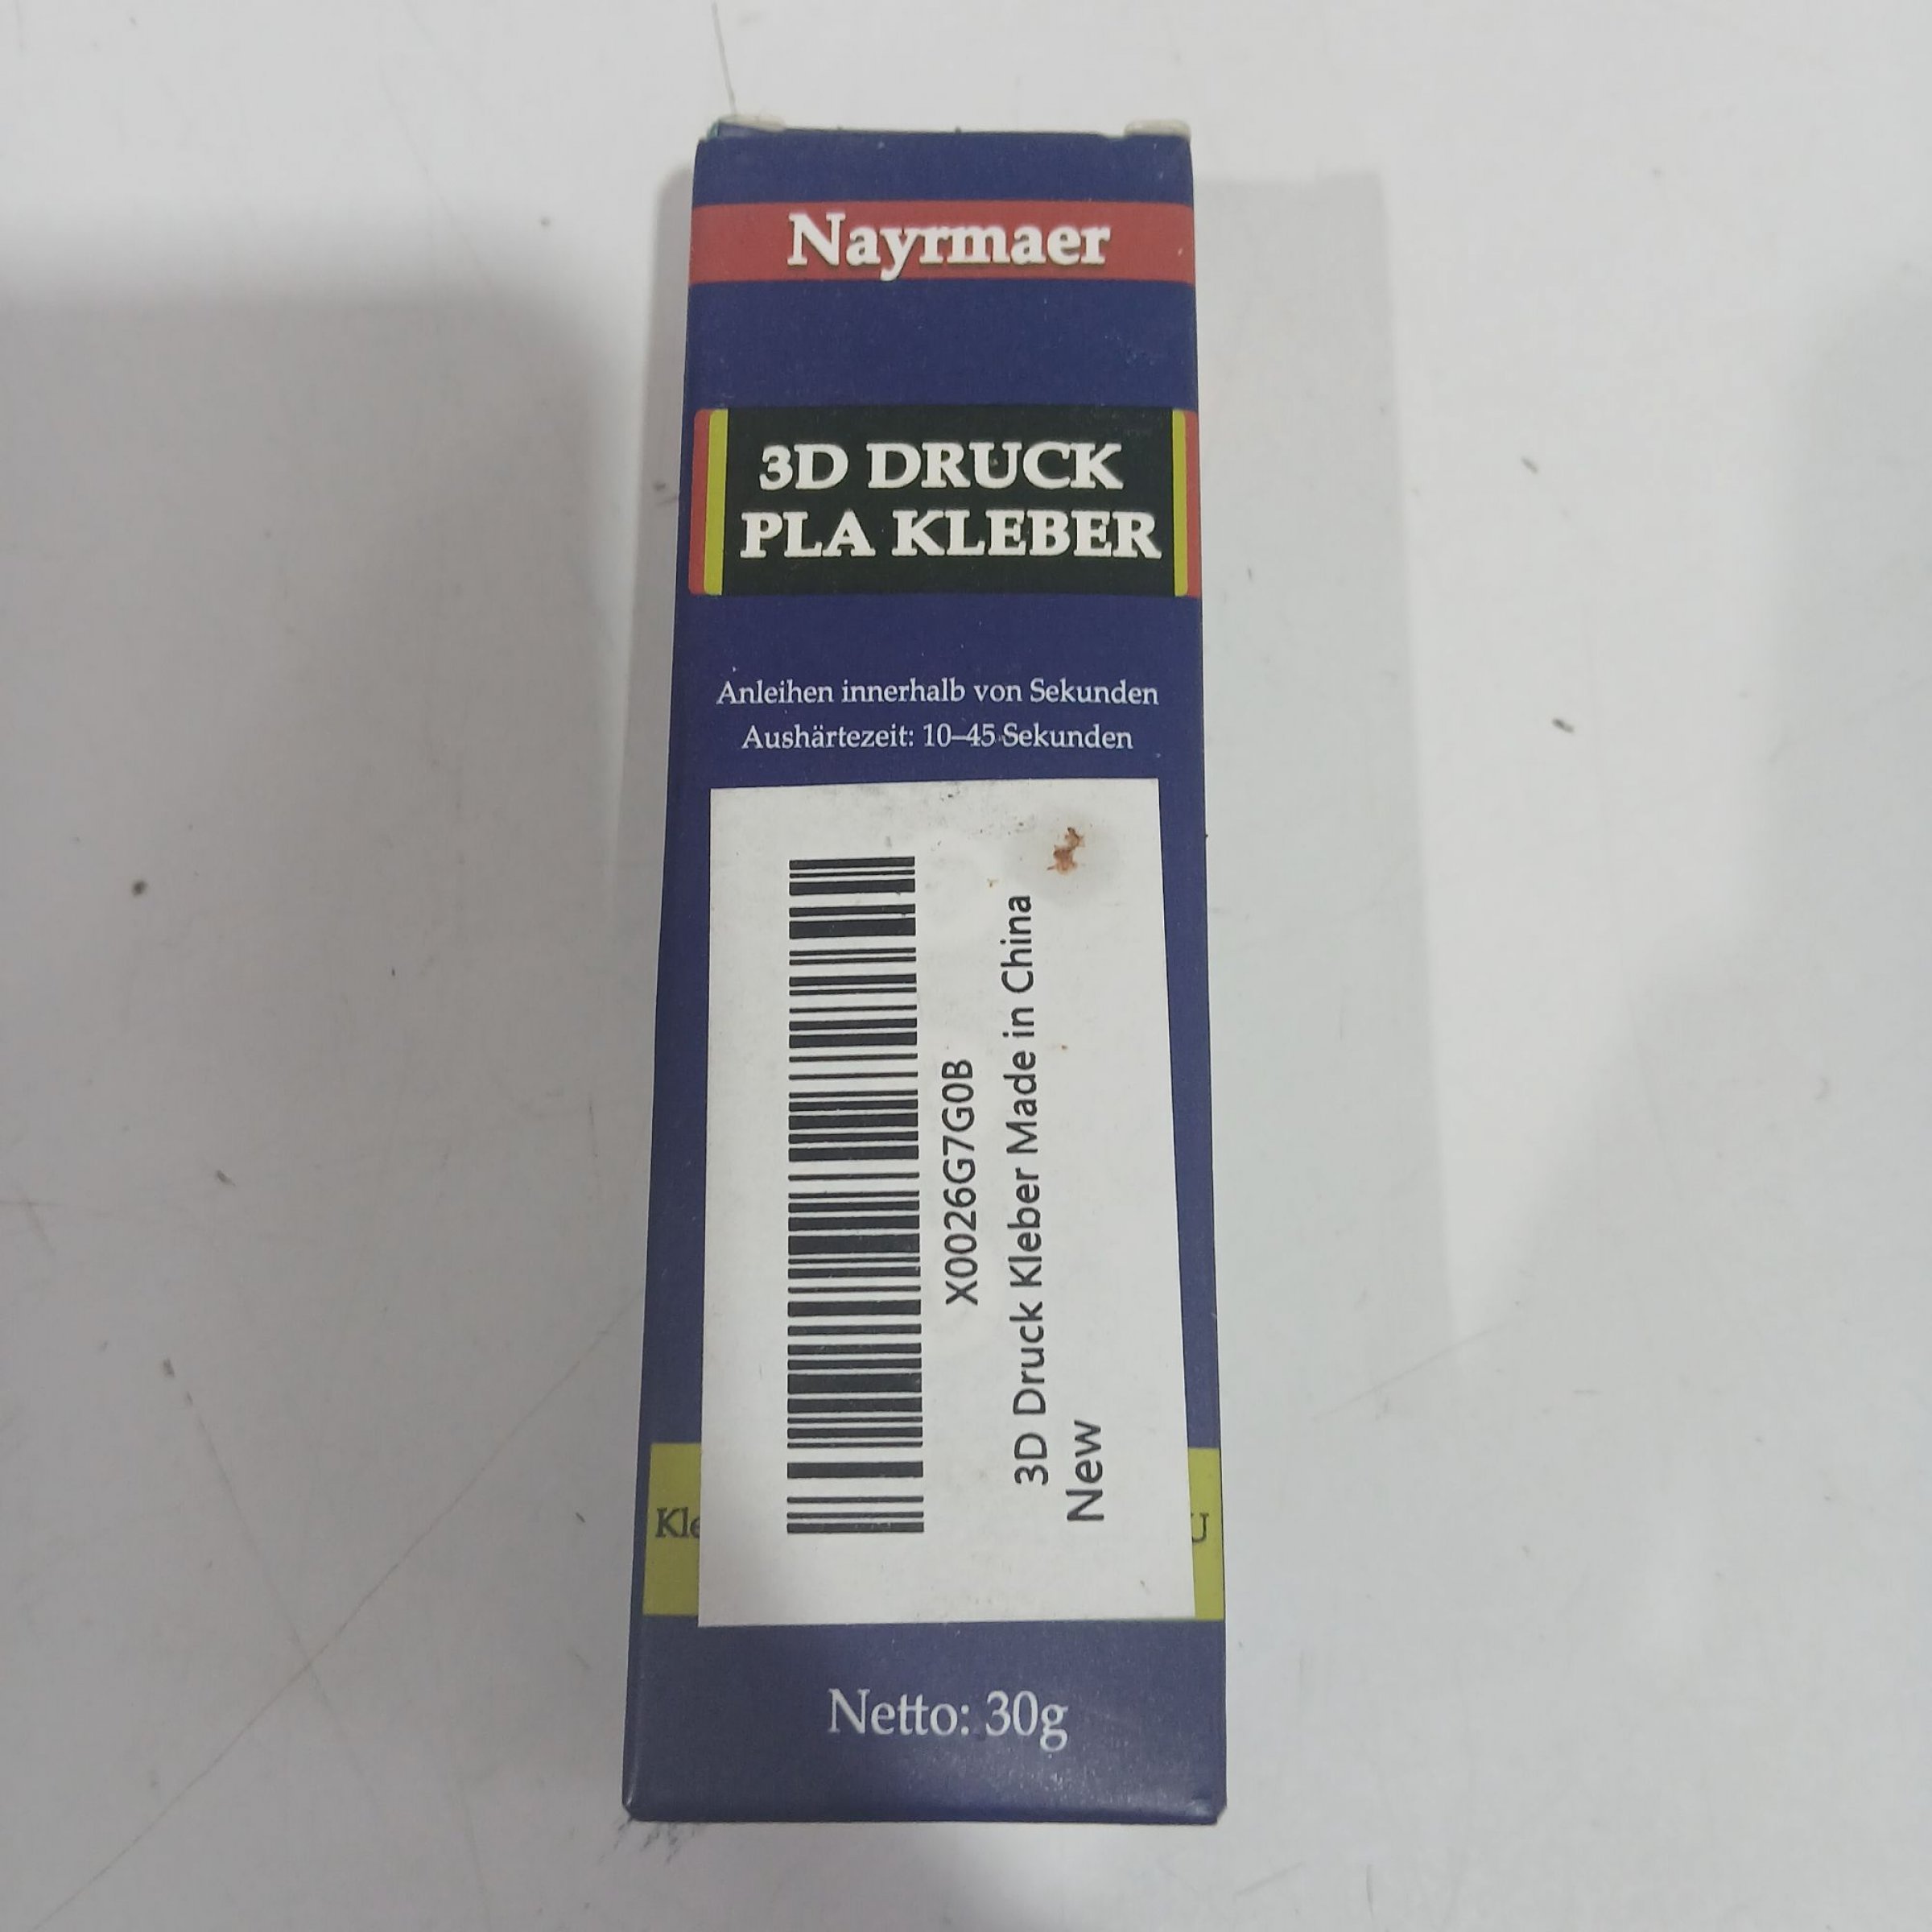 Nayrmaer
3D DRUCK
PLA KLEBER
Anleihen innerhalb von Sekunden
Aushärtezeit: 10–45 Sekunden
X0026G7G0B
3D Druck Kleber Made in China
New
Netto: 30g